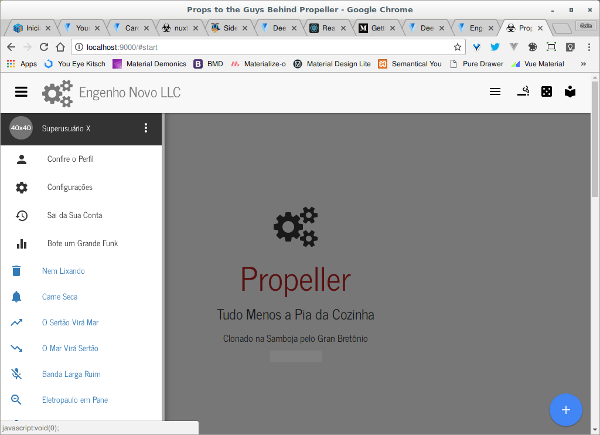 Props to the Guys Behind Propeller - Google Chrome
Inici
Your
Car
nux
Side
Dee
Rea
Gett
Dee
Eng
Prop
localhost:9000/#start
Apps
You Eye Kitsch
Material Demonics
BMD
Materialize-o
Material Design Lite
Semantical You
Pure Drawer
Vue Material
»
Engenho Novo LLC
40x40
Superusuário X
Confire o Perfil
Configurações
Sai da Sua Conta
Bote um Grande Funk
Nem Lixando
Carne Seca
O Sertão Virá Mar
O Mar Virá Sertão
Banda Larga Ruim
Eletropaulo em Pane
Propeller
Tudo Menos a Pia da Cozinha
Clonado na Samboja pelo Gran Bretônio
javascript:void(0);